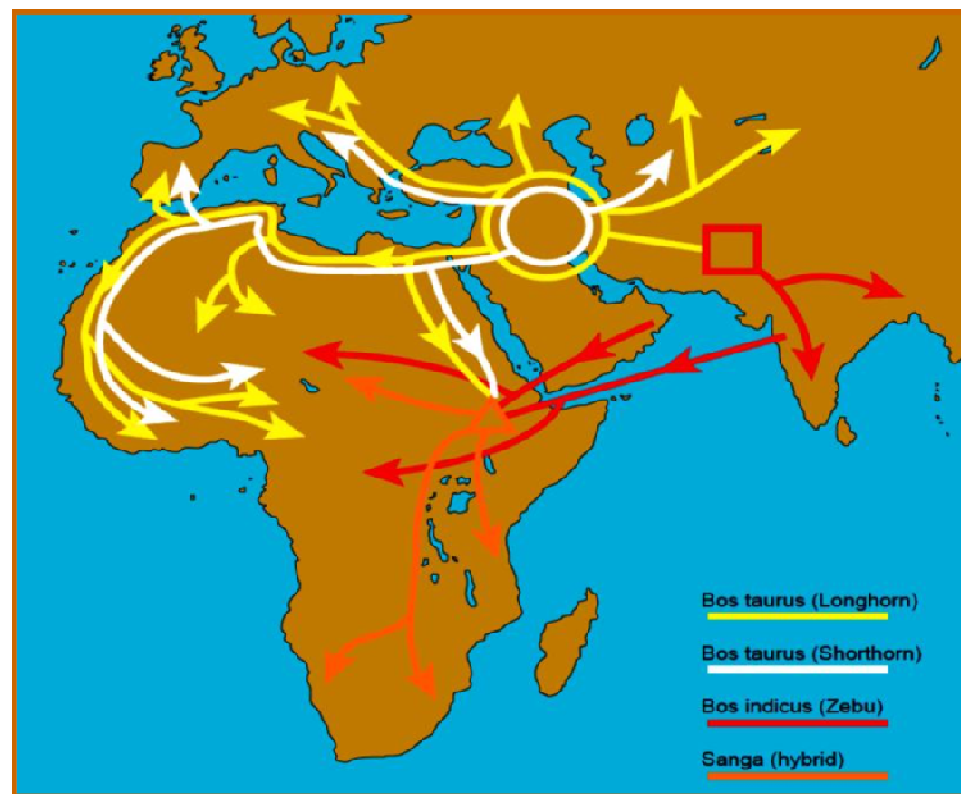 Bos taurus (Longhorn)
Bos taurus (Shorthorn)
Bos indicus (Zebu)
Sanga (hybrid)